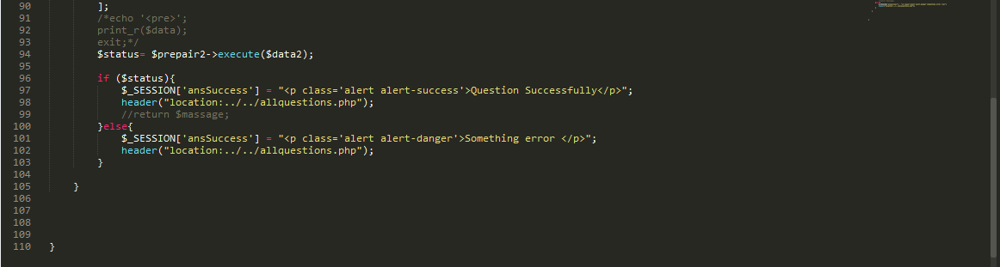 90 ];
91 /*echo '<pre>';
92 print_r($data);
93 exit;*/
94 $status= $prepair2->execute($data2);
95
96 if ($status){
97 $_SESSION['ansSuccess'] = "<p class='alert alert-success'>Question Successfully</p>";
98 header("location:../../allquestions.php");
99 //return $massage;
100 }else{
101 $_SESSION['ansSuccess'] = "<p class='alert alert-danger'>Something error </p>";
102 header("location:../../allquestions.php");
103 }
104
105 }
106
107
108
109
110 }